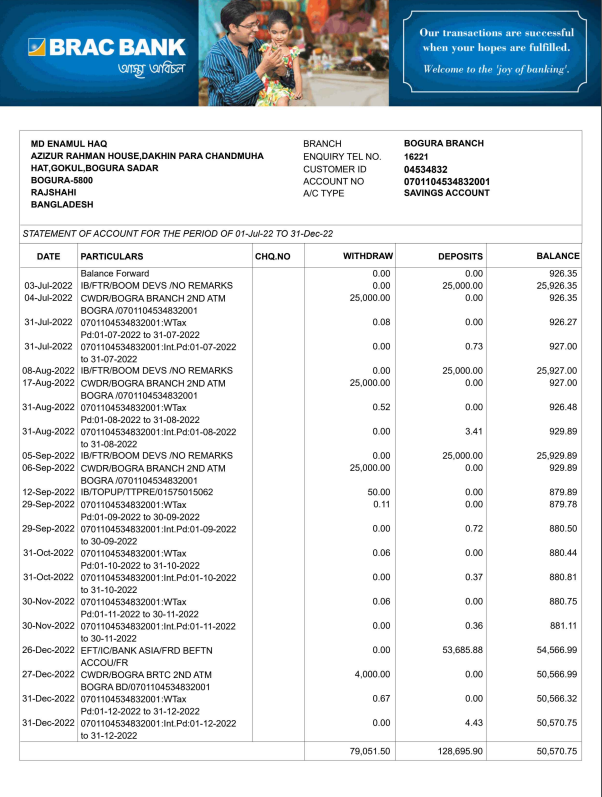 BRAC BANK
আস্থা অবিচল
Our transactions are successful
when your hopes are fulfilled.
Welcome to the 'joy of banking'.
MD ENAMUL HAQ
AZIZUR RAHMAN HOUSE,DAKHIN PARA CHANDMUHA
HAT,GOKUL,BOGURA SADAR
BOGURA-5800
RAJSHAHI
BANGLADESH
BRANCH BOGURA BRANCH
ENQUIRY TEL NO. 16221
CUSTOMER ID 04534832
ACCOUNT NO 0701104534832001
A/C TYPE SAVINGS ACCOUNT
STATEMENT OF ACCOUNT FOR THE PERIOD OF 01-Jul-22 TO 31-Dec-22
DATE PARTICULARS CHQ.NO WITHDRAW DEPOSITS BALANCE
Balance Forward 0.00 0.00 926.35
03-Jul-2022 IB/FTR/BOOM DEVS /NO REMARKS 0.00 25,000.00 25,926.35
04-Jul-2022 CWDR/BOGRA BRANCH 2ND ATM 25,000.00 0.00 926.35
BOGRA /0701104534832001
31-Jul-2022 0701104534832001:WTax 0.08 0.00 926.27
Pd:01-07-2022 to 31-07-2022
31-Jul-2022 0701104534832001:Int.Pd:01-07-2022 0.00 0.73 927.00
to 31-07-2022
08-Aug-2022 IB/FTR/BOOM DEVS /NO REMARKS 0.00 25,000.00 25,927.00
17-Aug-2022 CWDR/BOGRA BRANCH 2ND ATM 25,000.00 0.00 927.00
BOGRA /0701104534832001
31-Aug-2022 0701104534832001:WTax 0.52 0.00 926.48
Pd:01-08-2022 to 31-08-2022
31-Aug-2022 0701104534832001:Int.Pd:01-08-2022 0.00 3.41 929.89
to 31-08-2022
05-Sep-2022 IB/FTR/BOOM DEVS /NO REMARKS 0.00 25,000.00 25,929.89
06-Sep-2022 CWDR/BOGRA BRANCH 2ND ATM 25,000.00 0.00 929.89
BOGRA /0701104534832001
12-Sep-2022 IB/TOPUP/TTPRE/01575015062 50.00 0.00 879.89
29-Sep-2022 0701104534832001:WTax 0.11 0.00 879.78
Pd:01-09-2022 to 30-09-2022
29-Sep-2022 0701104534832001:Int.Pd:01-09-2022 0.00 0.72 880.50
to 30-09-2022
31-Oct-2022 0701104534832001:WTax 0.06 0.00 880.44
Pd:01-10-2022 to 31-10-2022
31-Oct-2022 0701104534832001:Int.Pd:01-10-2022 0.00 0.37 880.81
to 31-10-2022
30-Nov-2022 0701104534832001:WTax 0.06 0.00 880.75
Pd:01-11-2022 to 30-11-2022
30-Nov-2022 0701104534832001:Int.Pd:01-11-2022 0.00 0.36 881.11
to 30-11-2022
26-Dec-2022 EFT/IC/BANK ASIA/FRD BEFTN 0.00 53,685.88 54,566.99
ACCOU/FR
27-Dec-2022 CWDR/BOGRA BRTC 2ND ATM 4,000.00 0.00 50,566.99
BOGRA BD/0701104534832001
31-Dec-2022 0701104534832001:WTax 0.67 0.00 50,566.32
Pd:01-12-2022 to 31-12-2022
31-Dec-2022 0701104534832001:Int.Pd:01-12-2022 0.00 4.43 50,570.75
to 31-12-2022
79,051.50 128,695.90 50,570.75